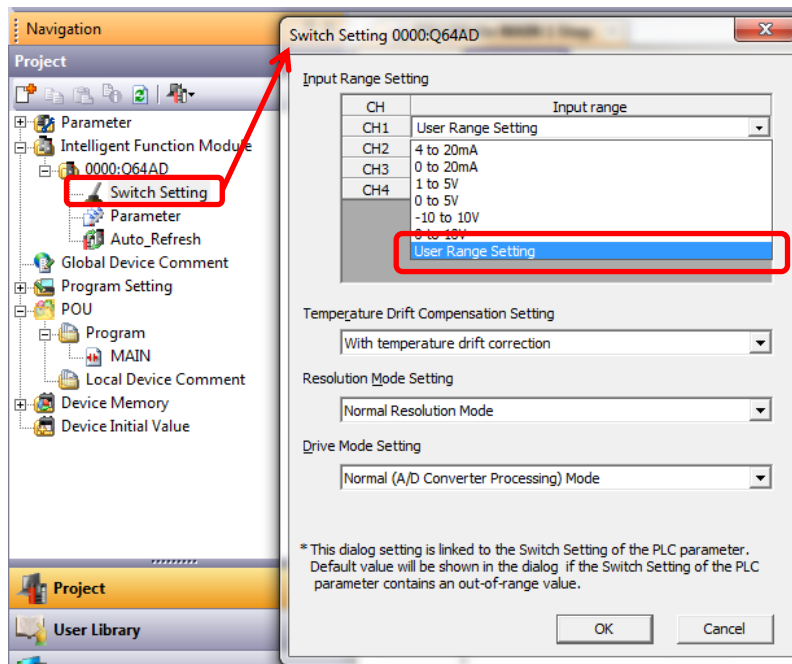 Navigation
Project
Parameter
Intelligent Function Module
0000:Q64AD
Switch Setting
Parameter
Auto_Refresh
Global Device Comment
Program Setting
POU
Program
MAIN
Local Device Comment
Device Memory
Device Initial Value
Project
User Library
Switch Setting 0000:Q64AD
Input Range Setting
CH Input range
CH1 User Range Setting
CH2 4 to 20mA
CH3 0 to 20mA
1 to 5V
CH4 0 to 5V
-10 to 10V
0 to 10V
User Range Setting
Temperature Drift Compensation Setting
With temperature drift correction
Resolution Mode Setting
Normal Resolution Mode
Drive Mode Setting
Normal (A/D Converter Processing) Mode
* This dialog setting is linked to the Switch Setting of the PLC parameter.
Default value will be shown in the dialog if the Switch Setting of the PLC
parameter contains an out-of-range value.
OK Cancel